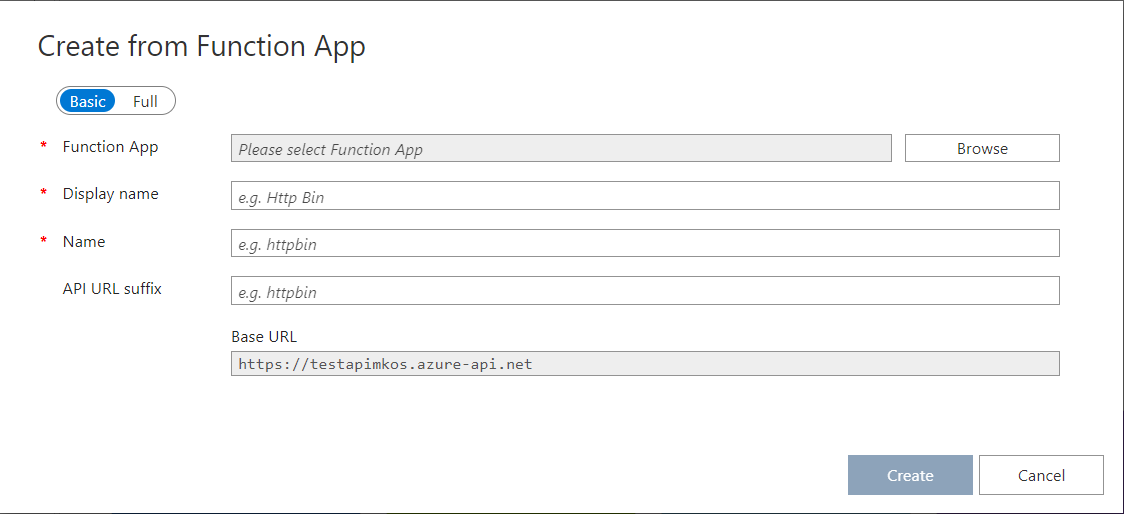 Create from Function App
Basic Full
* Function App Please select Function App Browse
* Display name e.g. Http Bin
* Name e.g. httpbin
API URL suffix e.g. httpbin
Base URL
https://testapimkos.azure-api.net
Create Cancel